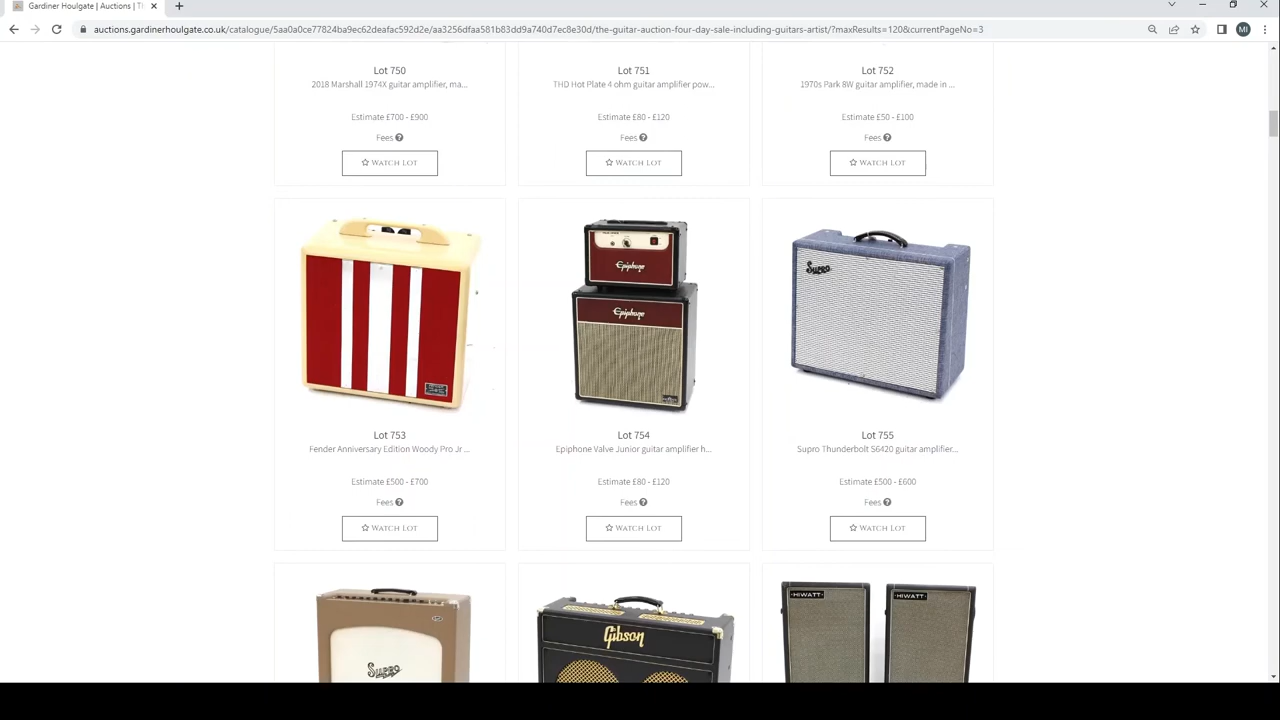 Gardiner Houlgate | Auctions | Th
auctions.gardinerhoulgate.co.uk/catalogue/5aa0a0ce77824ba9ec62deafac592d2e/aa3256dfaa581b83dd9a740d7ec8e30d/the-guitar-auction-four-day-sale-including-guitars-artist/?maxResults=120&currentPageNo=3
MI
Lot 750
2018 Marshall 1974X guitar amplifier, ma...
Estimate £700 - £900
Fees
WATCH LOT
Lot 751
THD Hot Plate 4 ohm guitar amplifier pow...
Estimate £80 - £120
Fees
WATCH LOT
Lot 752
1970s Park 8W guitar amplifier, made in ...
Estimate £50 - £100
Fees
WATCH LOT
Lot 753
Fender Anniversary Edition Woody Pro Jr ...
Estimate £500 - £700
Fees
WATCH LOT
Epiphone
Epiphone
Lot 754
Epiphone Valve Junior guitar amplifier h...
Estimate £80 - £120
Fees
WATCH LOT
Supro
Lot 755
Supro Thunderbolt S6420 guitar amplifier...
Estimate £500 - £600
Fees
WATCH LOT
Supro
Gibson
HIWATT
HIWATT